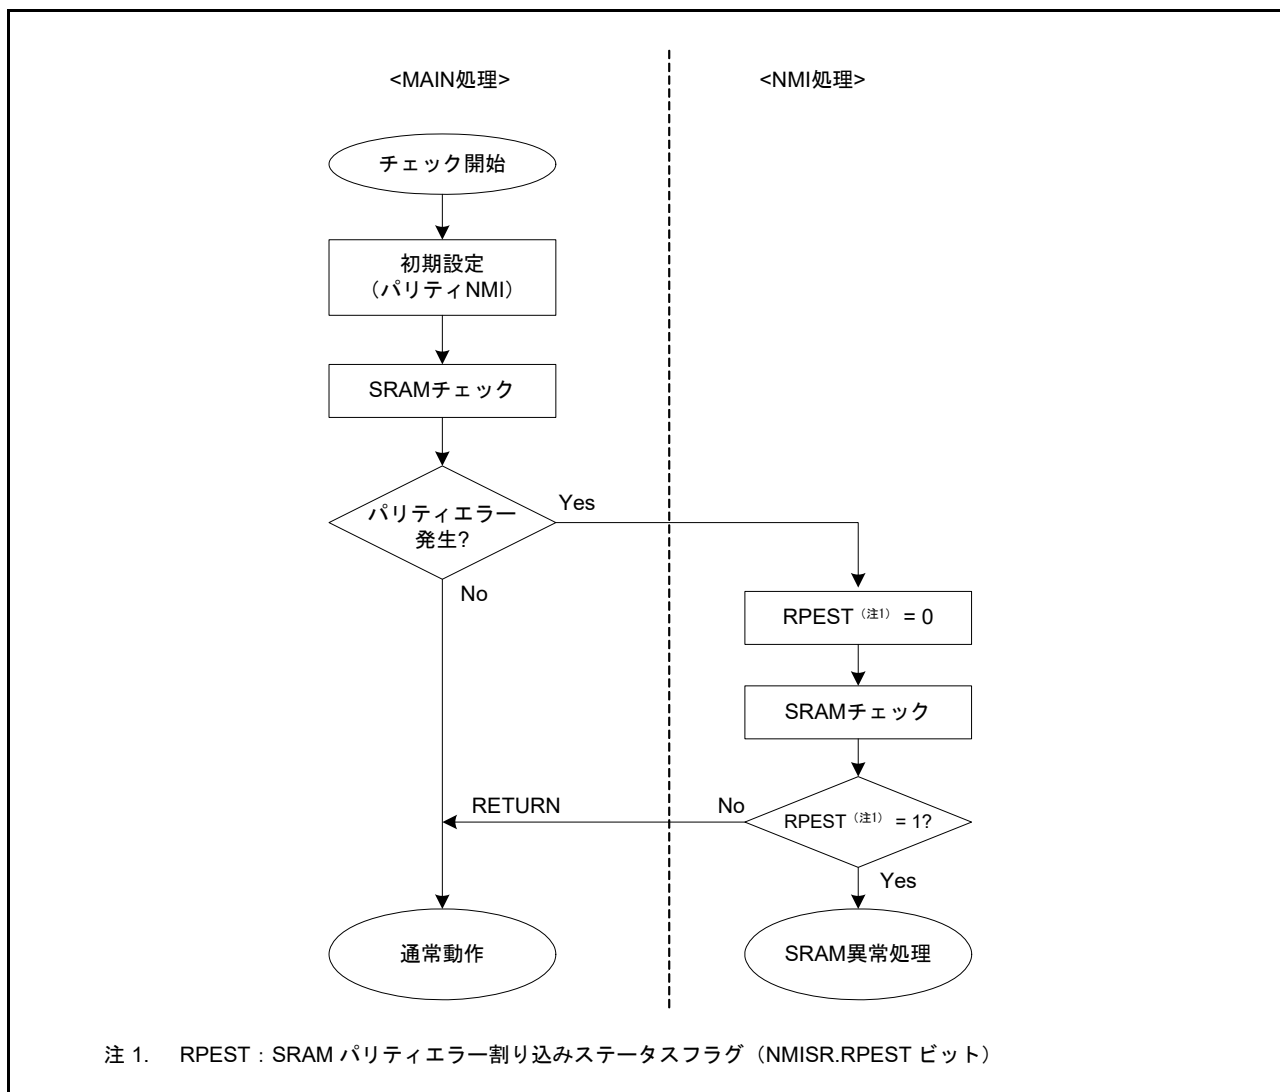 <MAIN処理>
<NMI処理>
チェック開始
初期設定
（パリティNMI）
SRAMチェック
パリティエラー
発生?
Yes
No
RPEST（注1） = 0
SRAMチェック
RPEST（注1） = 1?
No
RETURN
Yes
通常動作
SRAM異常処理
注 1. RPEST：SRAM パリティエラー割り込みステータスフラグ（NMISR.RPEST ビット）